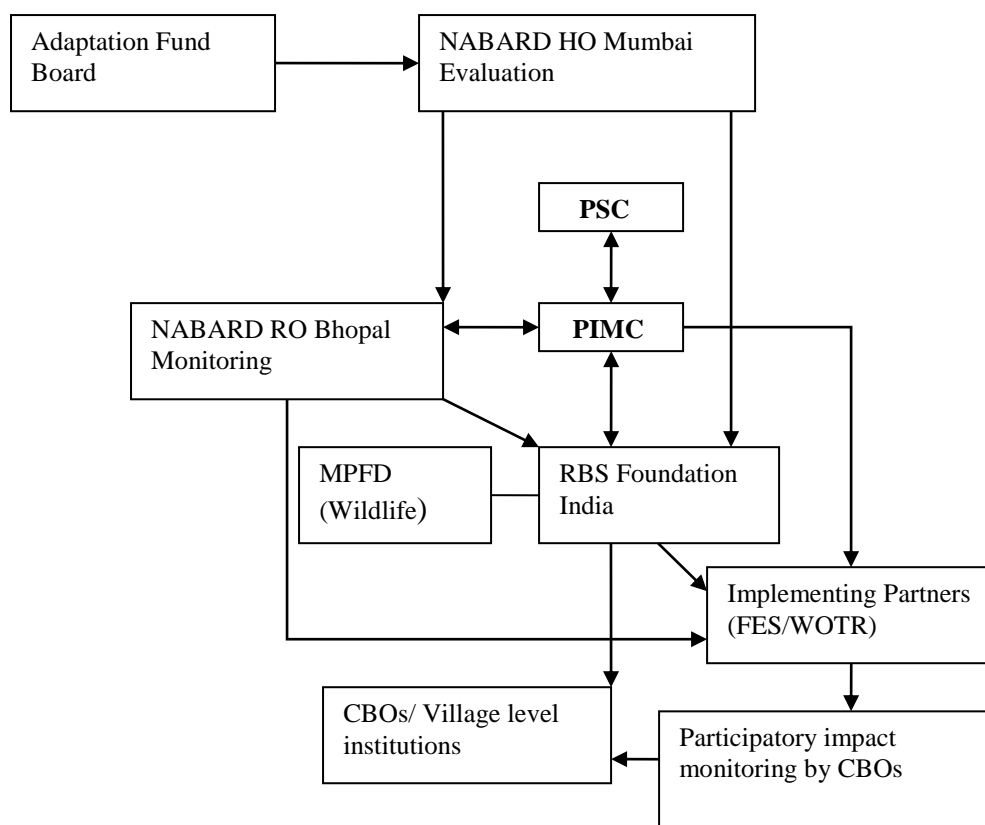 Adaptation Fund
Board
NABARD HO Mumbai
Evaluation
PSC
NABARD RO Bhopal
Monitoring
PIMC
MPFD
(Wildlife)
RBS Foundation
India
Implementing Partners
(FES/WOTR)
CBOs/ Village level
institutions
Participatory impact
monitoring by CBOs